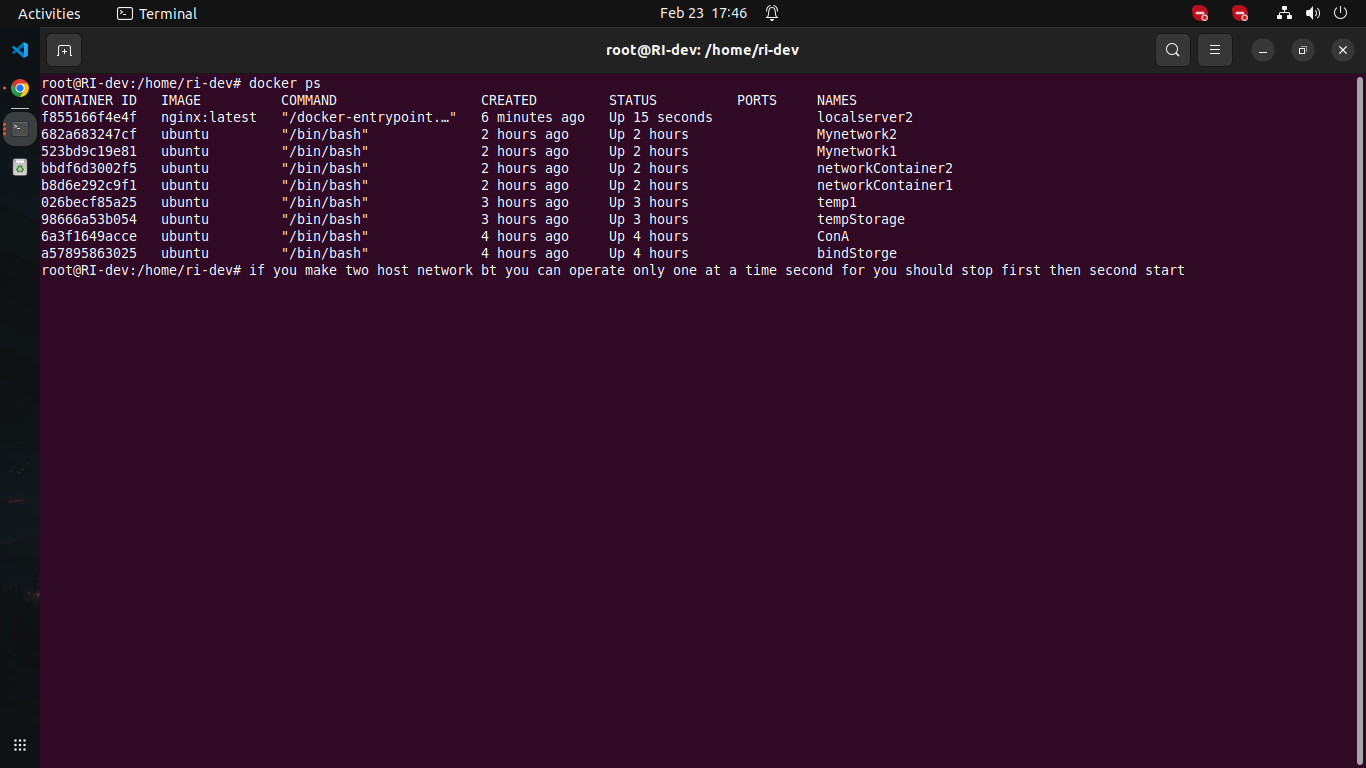 Activities Terminal Feb 23 17:46
root@RI-dev: /home/ri-dev
root@RI-dev:/home/ri-dev# docker ps
CONTAINER ID IMAGE COMMAND CREATED STATUS PORTS NAMES
f855166f4e4f nginx:latest "/docker-entrypoint.…" 6 minutes ago Up 15 seconds localserver2
682a683247cf ubuntu "/bin/bash" 2 hours ago Up 2 hours Mynetwork2
523bd9c19e81 ubuntu "/bin/bash" 2 hours ago Up 2 hours Mynetwork1
bbdf6d3002f5 ubuntu "/bin/bash" 2 hours ago Up 2 hours networkContainer2
b8d6e292c9f1 ubuntu "/bin/bash" 2 hours ago Up 2 hours networkContainer1
026becf85a25 ubuntu "/bin/bash" 3 hours ago Up 3 hours temp1
98666a53b054 ubuntu "/bin/bash" 3 hours ago Up 3 hours tempStorage
6a3f1649acce ubuntu "/bin/bash" 4 hours ago Up 4 hours ConA
a57895863025 ubuntu "/bin/bash" 4 hours ago Up 4 hours bindStorge
root@RI-dev:/home/ri-dev# if you make two host network bt you can operate only one at a time second for you should stop first then second start